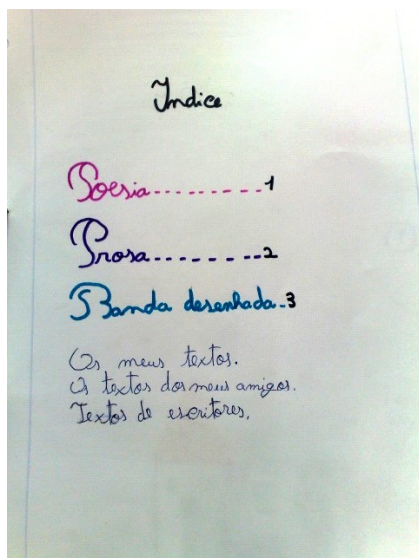 Indice
Poesia.........1
Prosa........2
Banda desenhada.3
Os meus textos.
Os textos dos meus amigos.
Textos de escritores.